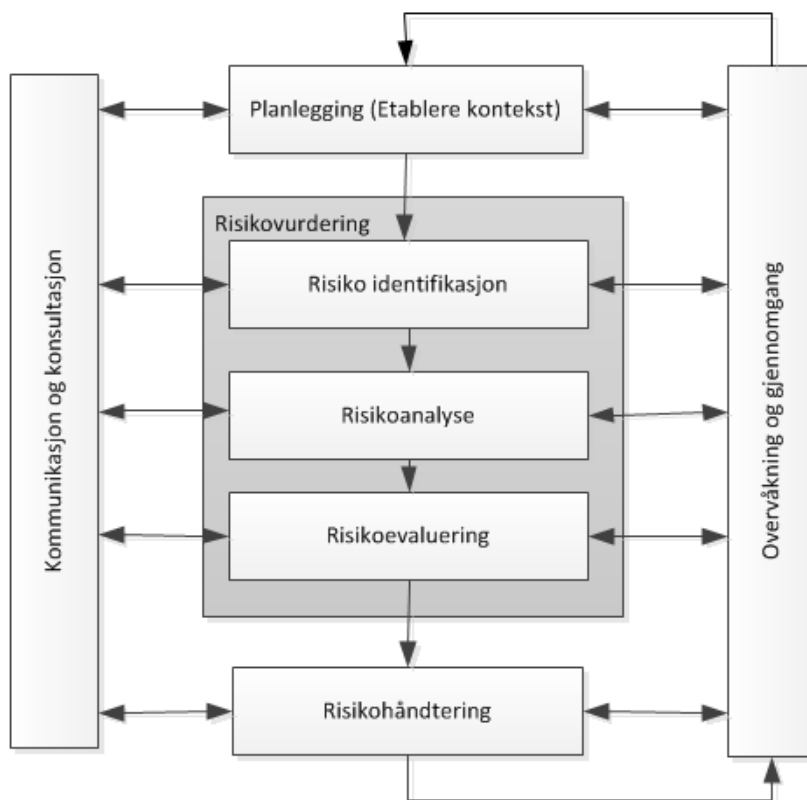 Planlegging (Etablere kontekst)
Risikovurdering
Risiko identifikasjon
Risikoanalyse
Risikoevaluering
Risikohåndtering
Kommunikasjon og konsultasjon
Overvåkning og gjennomgang